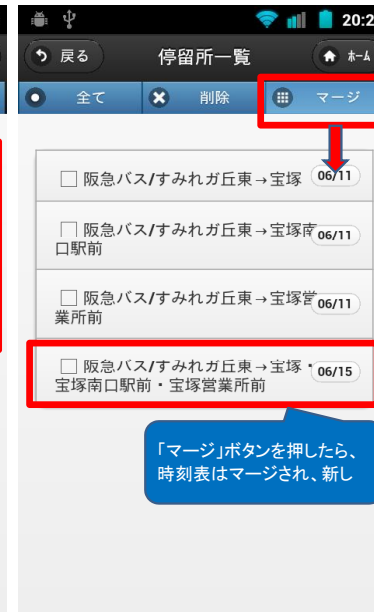 20:2
戻る 停留所一覧 ホーム
全て 削除 マージ
阪急バス/すみれガ丘東→宝塚 06/11
阪急バス/すみれガ丘東→宝塚南
口駅前 06/11
阪急バス/すみれガ丘東→宝塚営
業所前 06/11
阪急バス/すみれガ丘東→宝塚・
宝塚南口駅前・宝塚営業所前 06/15
「マージ」ボタンを押したら、
時刻表はマージされ、新し